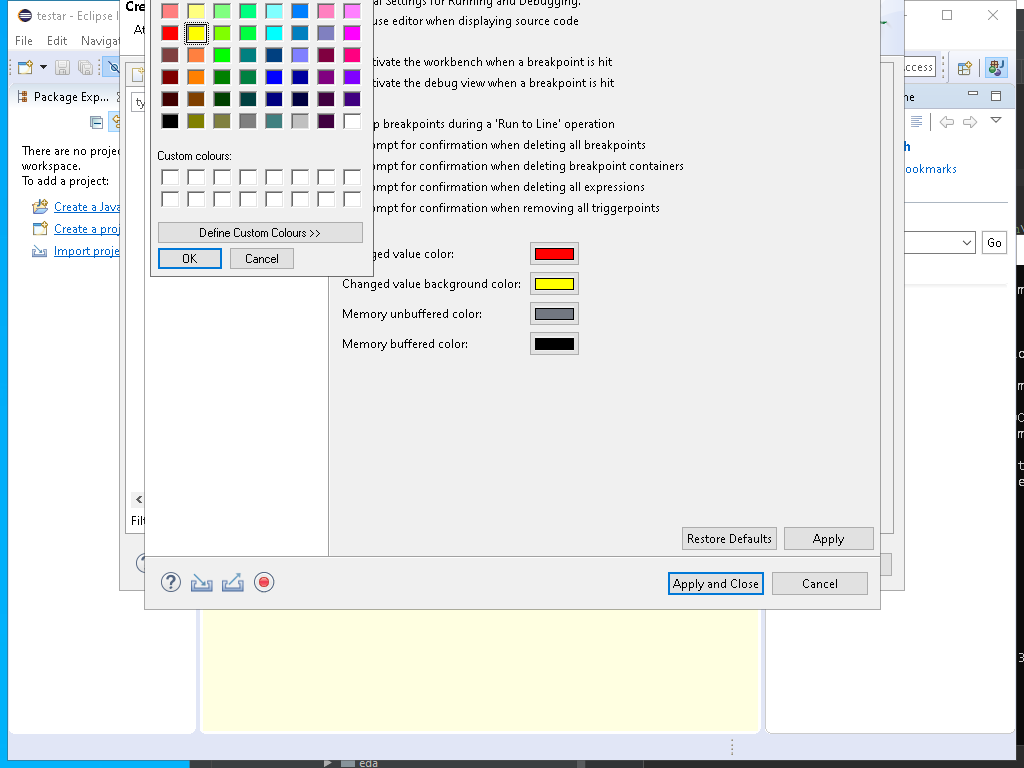 testar - Eclipse I
Cre
al Settings for Running and Debugging.
use editor when displaying source code
At
File Edit Navigat
tivate the workbench when a breakpoint is hit
ccess
tivate the debug view when a breakpoint is hit
Package Exp...
ne
ty
p breakpoints during a 'Run to Line' operation
ompt for confirmation when deleting all breakpoints
There are no projec
workspace.
To add a project:
Custom colours:
h
ompt for confirmation when deleting breakpoint containers
ookmarks
ompt for confirmation when deleting all expressions
Create a Java
ompt for confirmation when removing all triggerpoints
Create a proj
Define Custom Colours >>
Go
Import proje
OK Cancel
ged value color:
Changed value background color:
Memory unbuffered color:
Memory buffered color:
Filt
Restore Defaults Apply
Apply and Close Cancel
eda